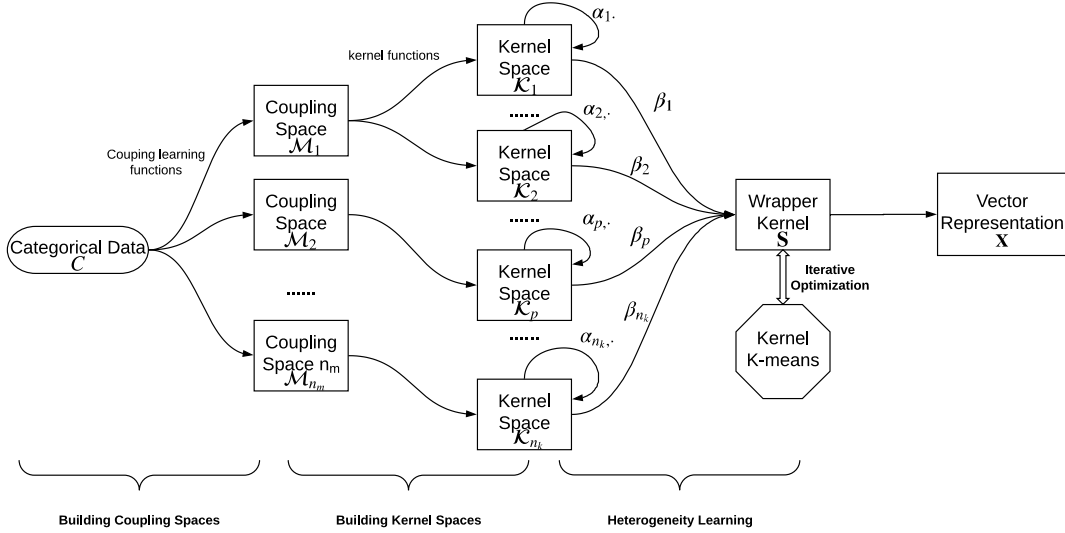 Categorical Data
C
Couping learning
functions
Coupling
Space
ℳ₁
Coupling
Space
ℳ₂
......
Coupling
Space nₘ
ℳₙₘ
kernel functions
Kernel
Space
𝒦₁
α₁.
......
Kernel
Space
𝒦₂
α₂,.
......
Kernel
Space
𝒦ₚ
αₚ,.
......
Kernel
Space
𝒦ₙₖ
αₙₖ,.
β₁
β₂
βₚ
βₙₖ
Wrapper
Kernel
S
Iterative
Optimization
Kernel
K-means
Vector
Representation
X
Building Coupling Spaces
Building Kernel Spaces
Heterogeneity Learning